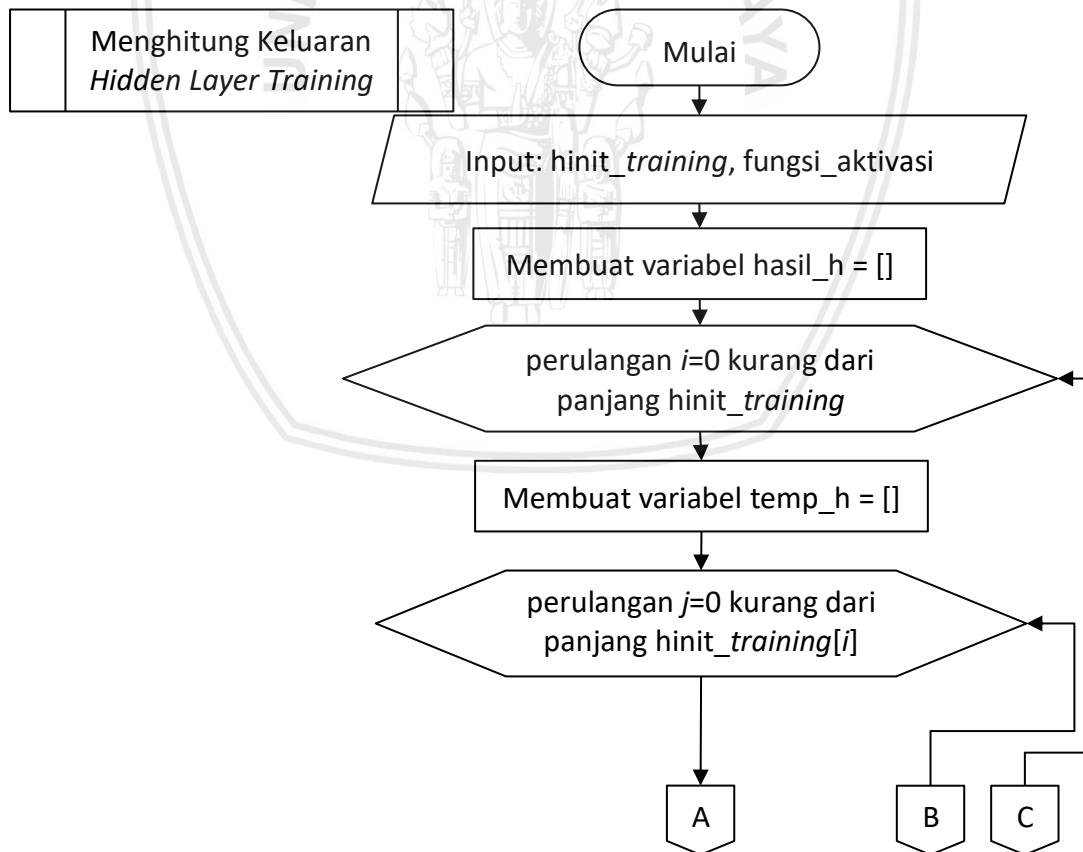 Menghitung Keluaran
Hidden Layer Training
Mulai
Input: hinit_training, fungsi_aktivasi
Membuat variabel hasil_h = []
perulangan i=0 kurang dari
panjang hinit_training
Membuat variabel temp_h = []
perulangan j=0 kurang dari
panjang hinit_training[i]
A
B
C